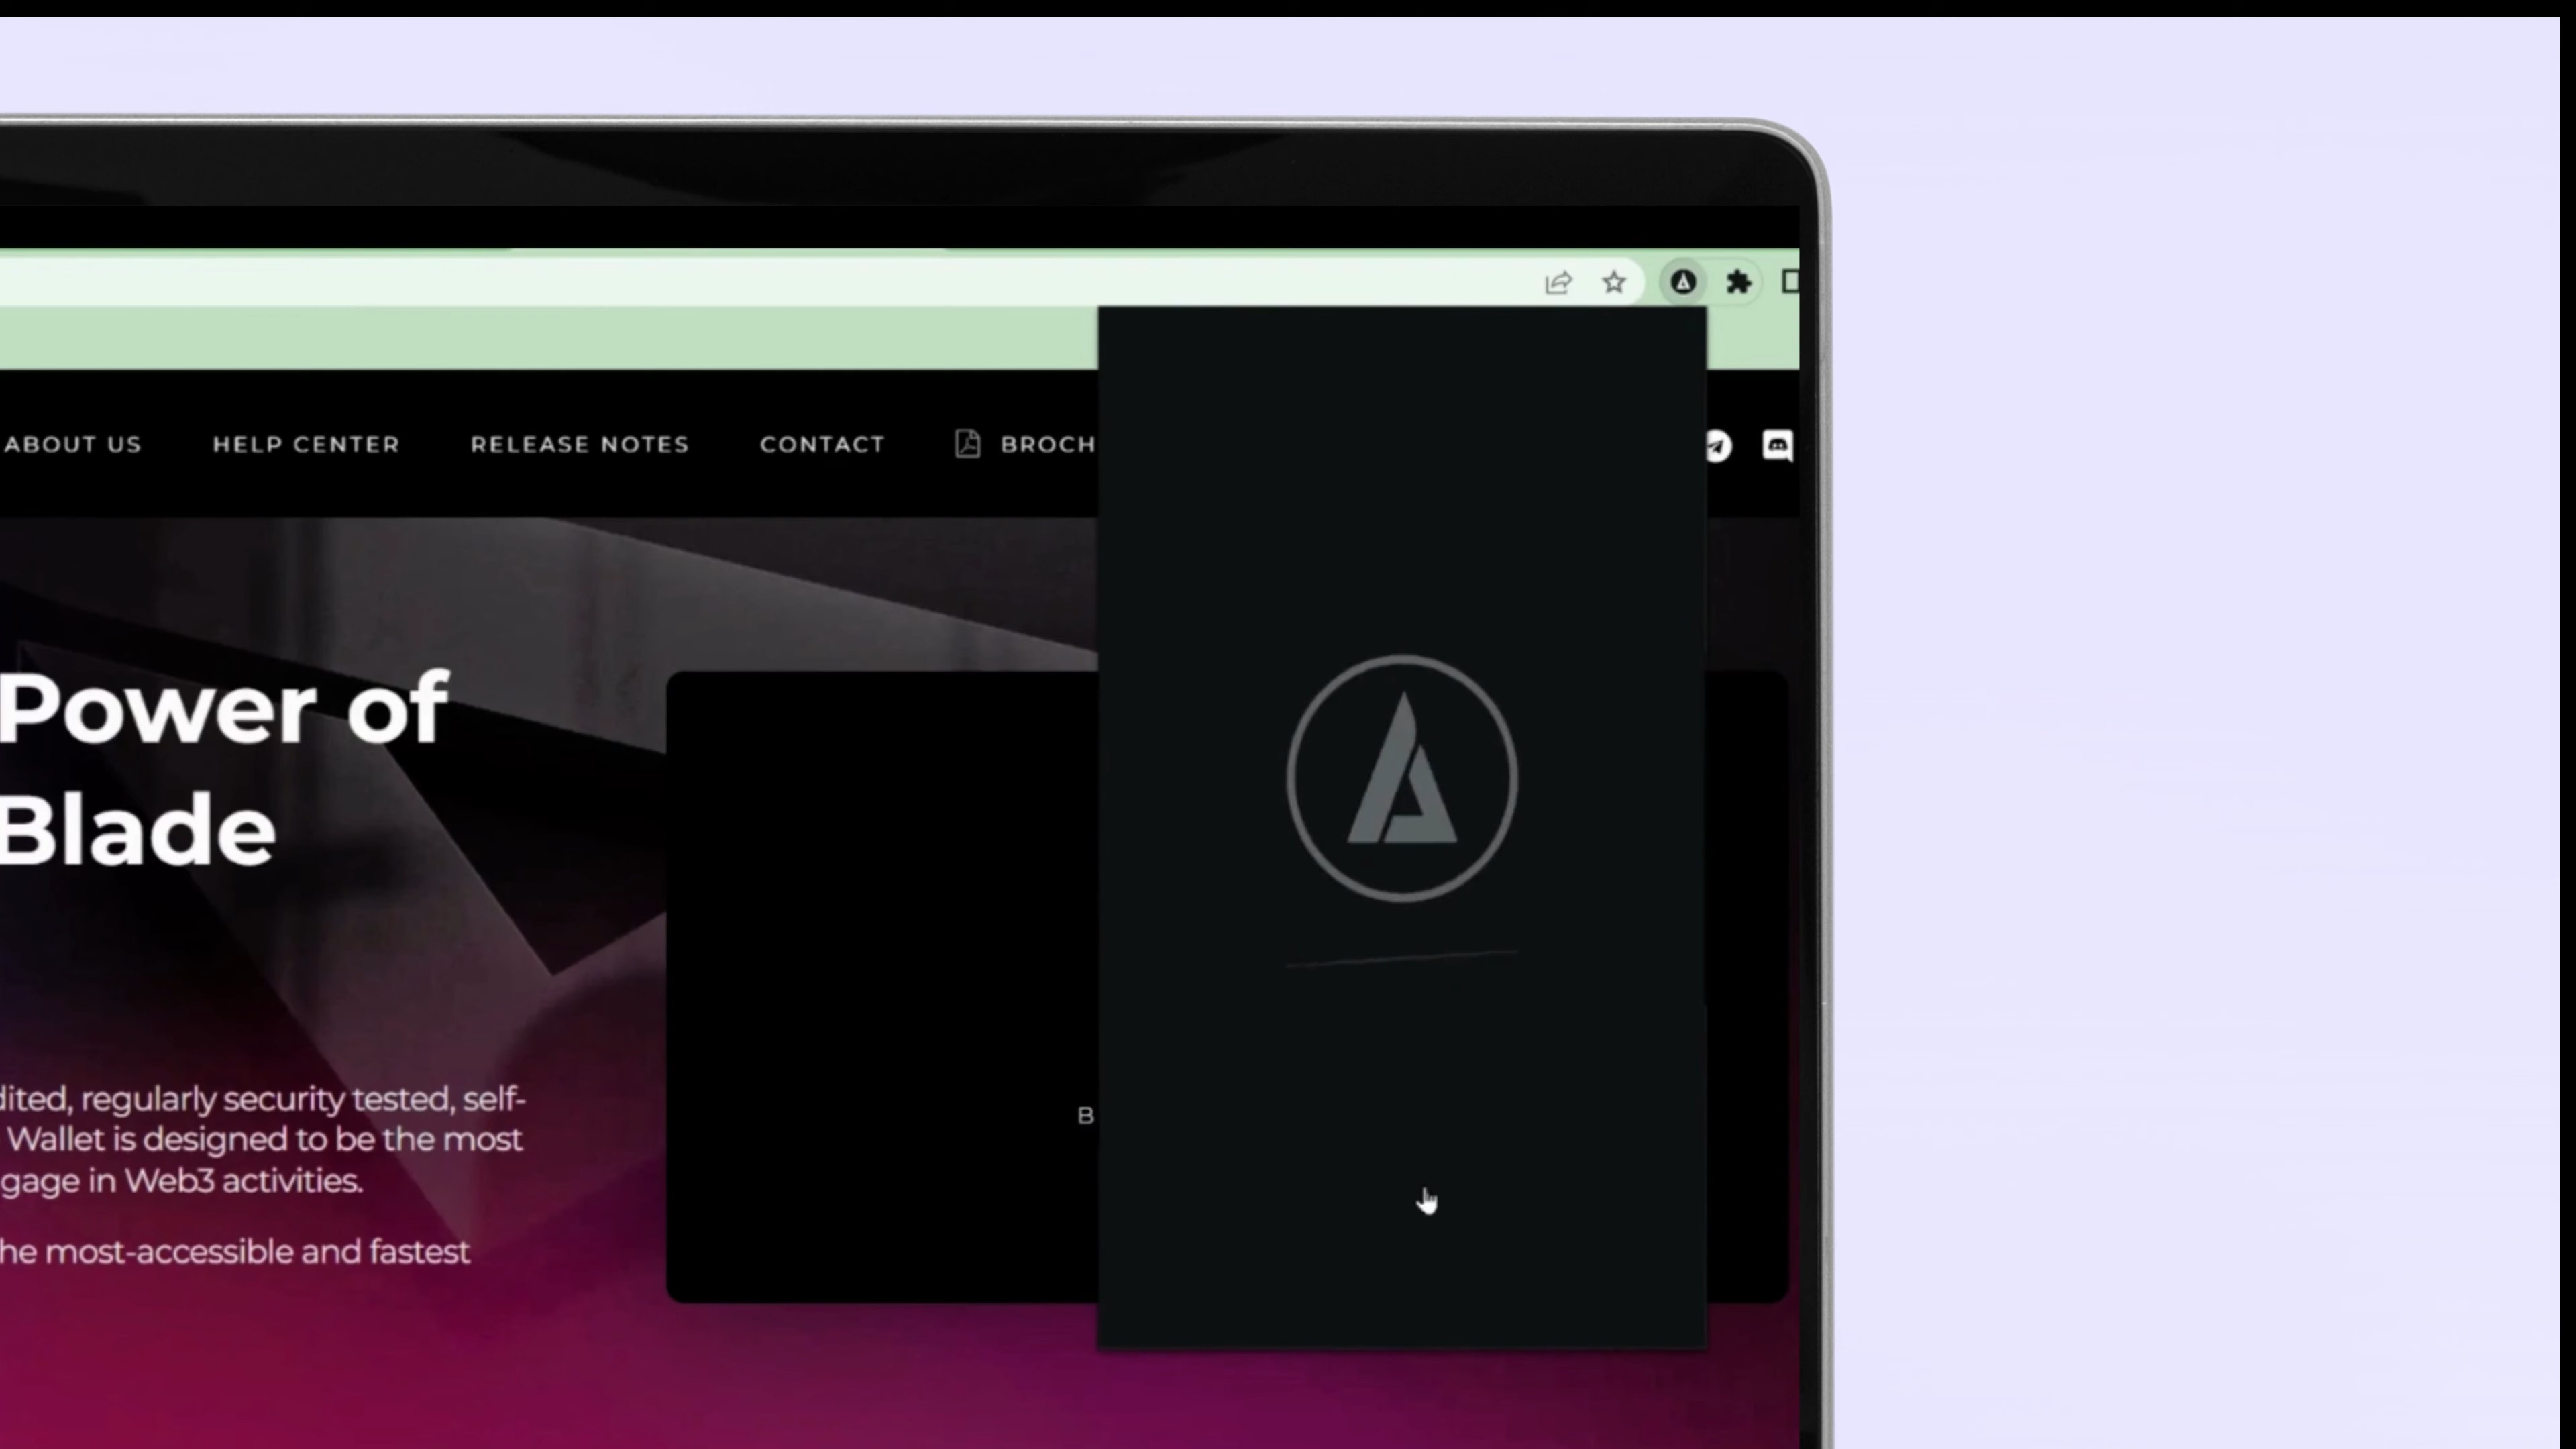 ABOUT US HELP CENTER RELEASE NOTES CONTACT BROCH
Power of
Blade
dited, regularly security tested, self-
Wallet is designed to be the most
gage in Web3 activities.
he most-accessible and fastest
B